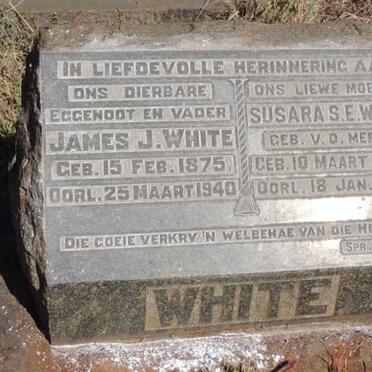 IN LIEFDEVOLLE HERINNERING AA
ONS DIERBARE
EGGENOOT EN VADER
JAMES J. WHITE
GEB. 15 FEB. 1875
OORL. 25 MAART 1940
ONS LIEWE MOE
SUSARA S.E. W
(GEB. V.D. MER
GEB. 10 MAART
OORL. 18 JAN.
DIE GOEIE VERKRY 'N WELBEHAE VAN DIE HE
SPR.
WHITE